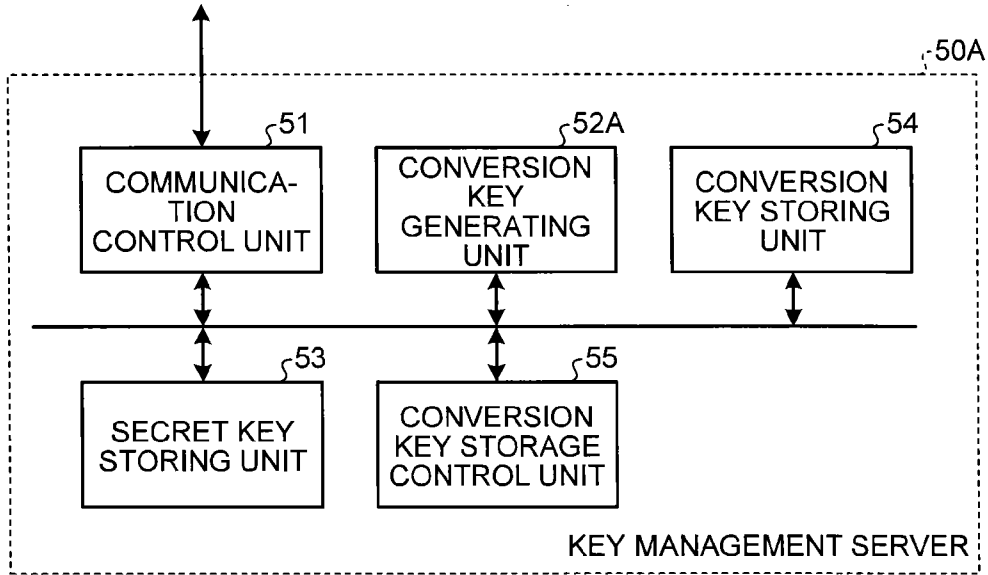 50A
51
COMMUNICA-
TION
CONTROL UNIT
52A
CONVERSION
KEY
GENERATING
UNIT
54
CONVERSION
KEY STORING
UNIT
53
SECRET KEY
STORING UNIT
55
CONVERSION
KEY STORAGE
CONTROL UNIT
KEY MANAGEMENT SERVER